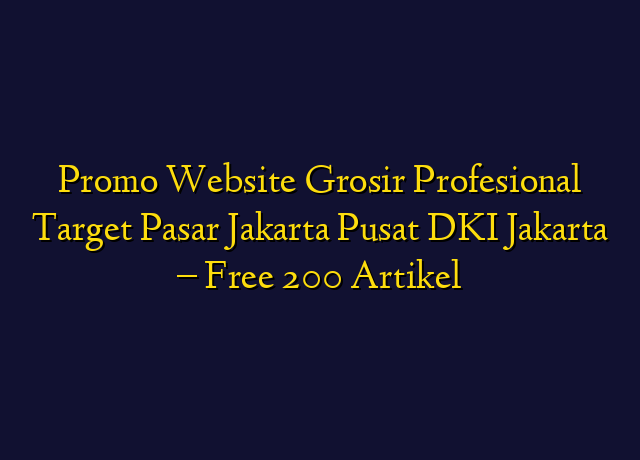 Promo Website Grosir Profesional
Target Pasar Jakarta Pusat DKI Jakarta
– Free 200 Artikel